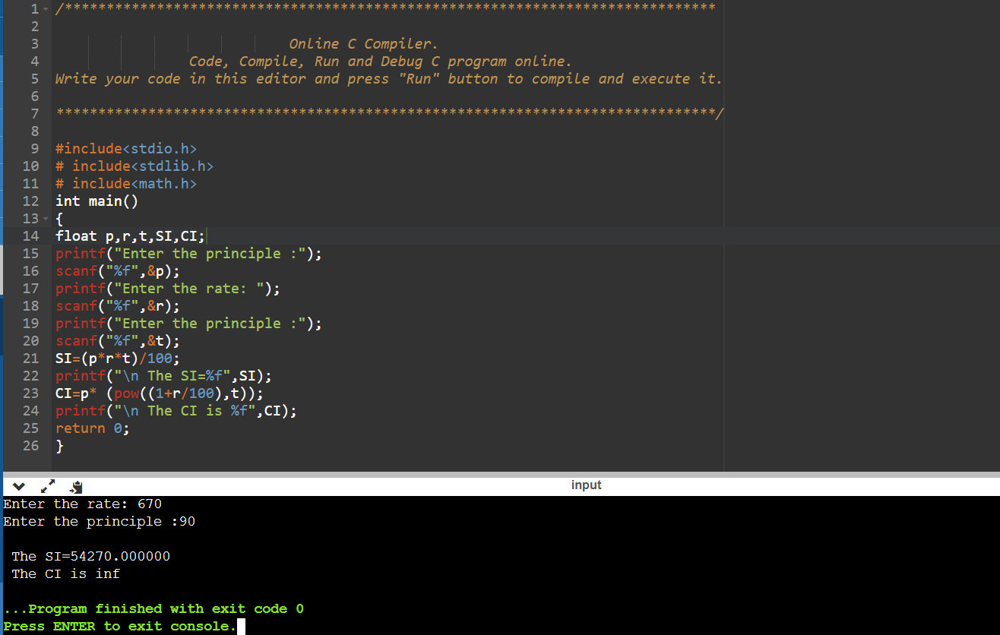 1 /******************************************************************************
2
3 Online C Compiler.
4 Code, Compile, Run and Debug C program online.
5 Write your code in this editor and press "Run" button to compile and execute it.
6
7 *******************************************************************************/
8
9 #include<stdio.h>
10 # include<stdlib.h>
11 # include<math.h>
12 int main()
13 {
14 float p,r,t,SI,CI;
15 printf("Enter the principle :");
16 scanf("%f",&p);
17 printf("Enter the rate: ");
18 scanf("%f",&r);
19 printf("Enter the principle :");
20 scanf("%f",&t);
21 SI=(p*r*t)/100;
22 printf("\n The SI=%f",SI);
23 CI=p* (pow((1+r/100),t));
24 printf("\n The CI is %f",CI);
25 return 0;
26 }
input
Enter the rate: 670
Enter the principle :90
The SI=54270.000000
The CI is inf
...Program finished with exit code 0
Press ENTER to exit console.